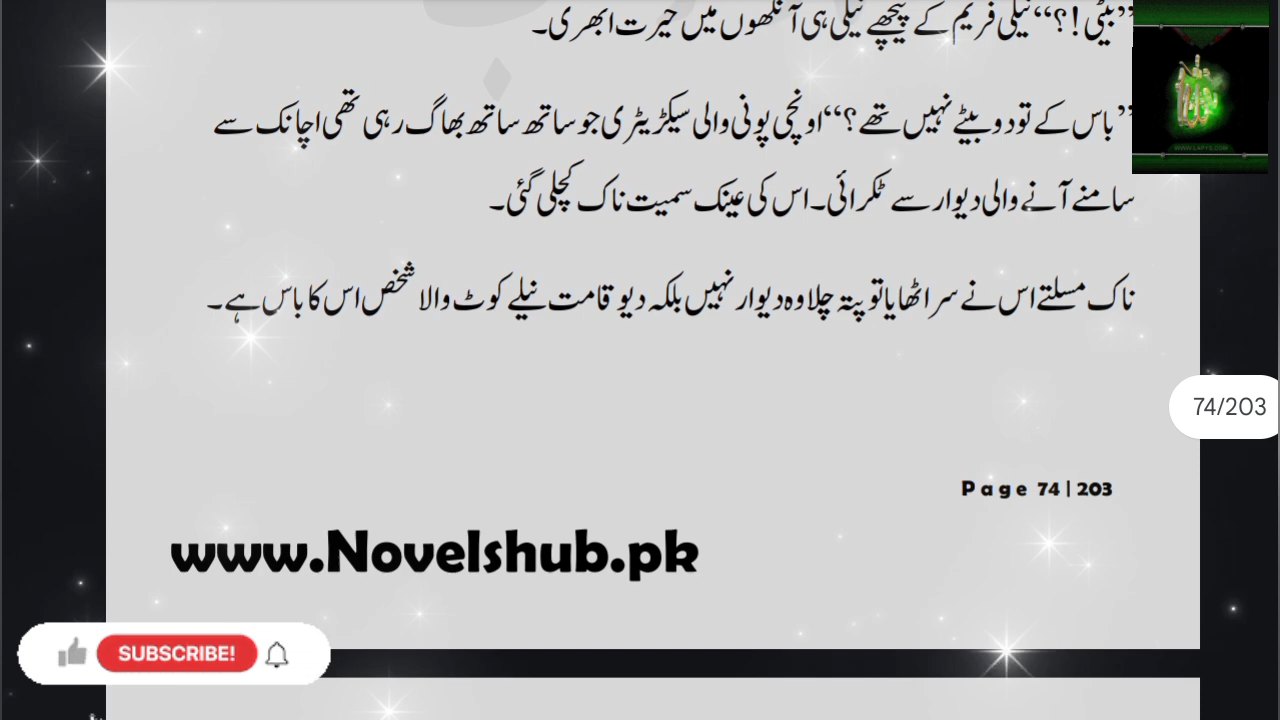 ”بیٹی!؟“نیلی فریم کے پیچھے نیلی ہی آنکھوں میں حیرت ابھری۔
”باس کے تو دو بیٹے نہیں تھے؟“اونچی پونی والی سیکڑیٹری جو ساتھ ساتھ بھاگ رہی تھی اچانک سے
سامنے آنے والی دیوار سے ٹکرائی۔اس کی عینک سمیت ناک کچلی گئی۔
ناک مسلتے اس نے سر اٹھایا تو پتہ چلا وہ دیوار نہیں بلکہ دیو قامت نیلے کوٹ والا شخص اس کا باس ہے۔
74/203
Page 74|203
www.Novelshub.pk
SUBSCRIBE!